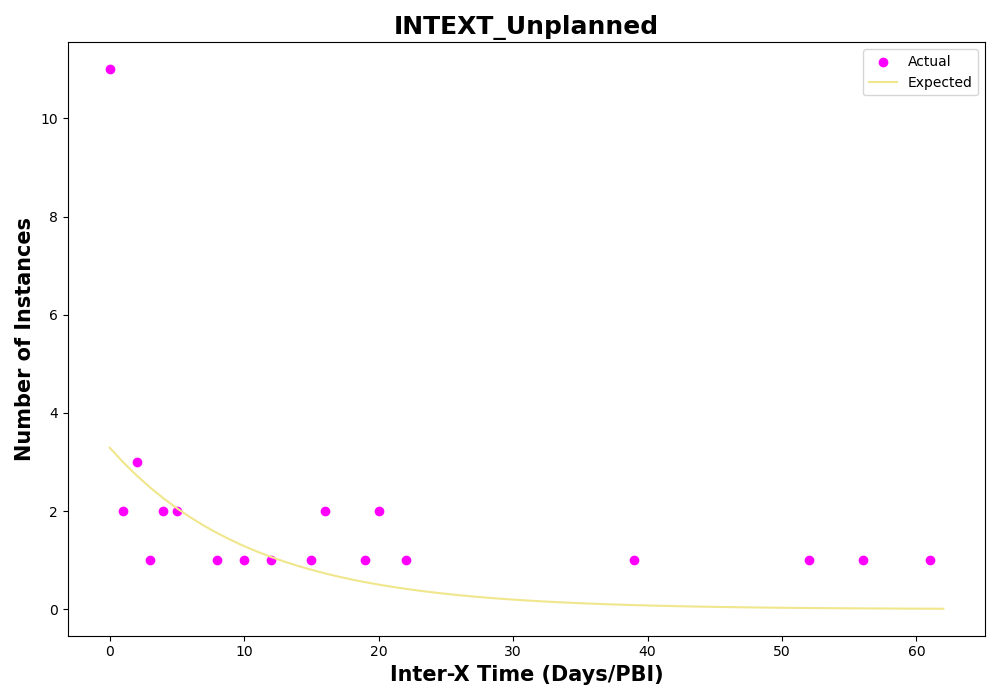 INTEXT_Unplanned
Actual
Expected
Number of Instances
10
8
6
4
2
0
0 10 20 30 40 50 60
Inter-X Time (Days/PBI)